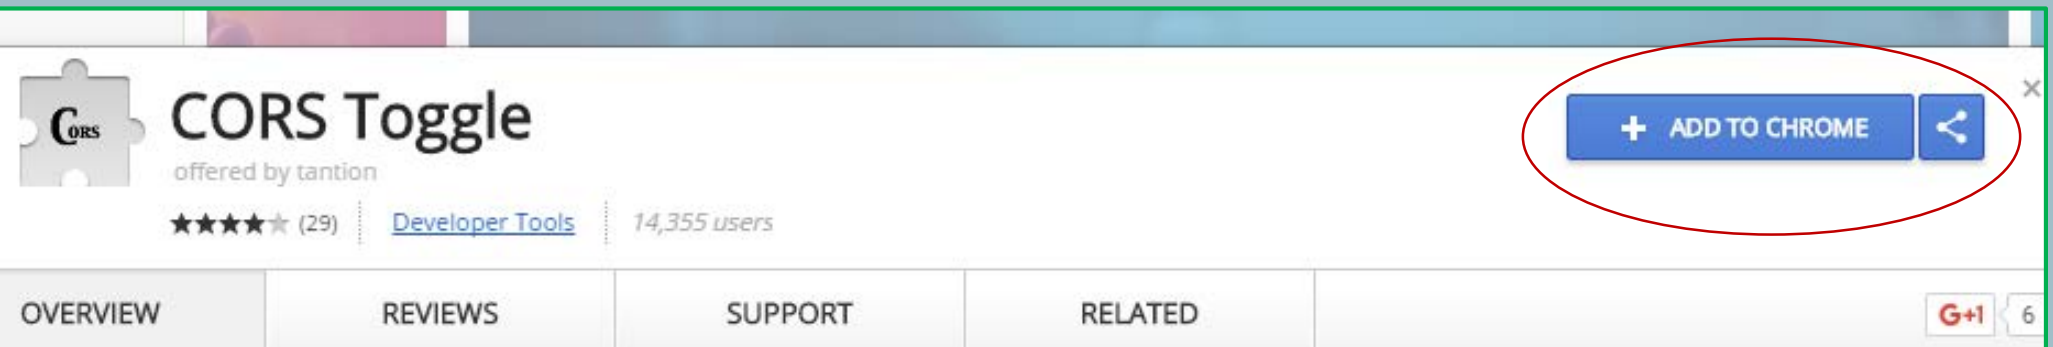 CORS
CORS Toggle
offered by tantion
(29) Developer Tools 14,355 users
+ ADD TO CHROME
OVERVIEW REVIEWS SUPPORT RELATED
G+1 6